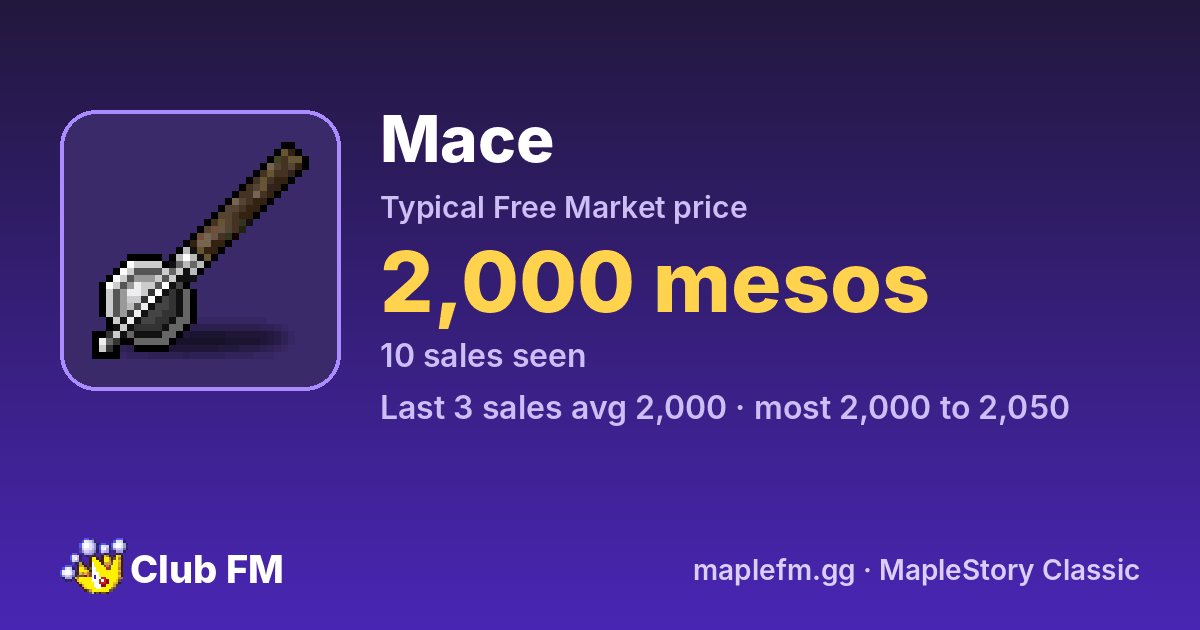 Mace
Typical Free Market price
2,000 mesos
10 sales seen
Last 3 sales avg 2,000 · most 2,000 to 2,050
Club FM
maplefm.gg · MapleStory Classic